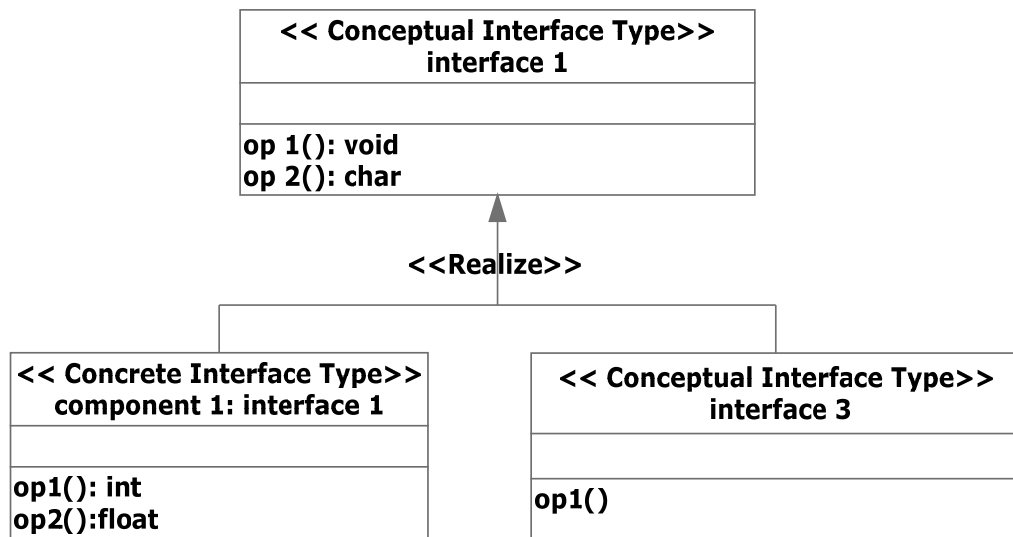 << Conceptual Interface Type>>
interface 1
op 1(): void
op 2(): char
<<Realize>>
<< Concrete Interface Type>>
component 1: interface 1
op1(): int
op2():float
<< Conceptual Interface Type>>
interface 3
op1()